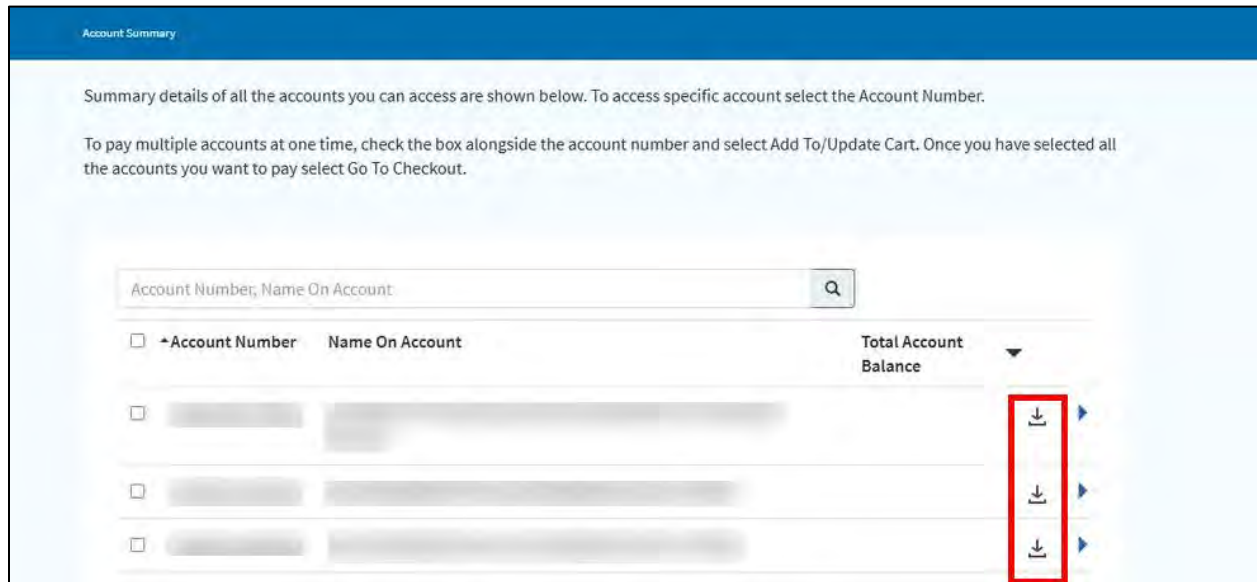 Account Summary
Summary details of all the accounts you can access are shown below. To access specific account select the Account Number.
To pay multiple accounts at one time, check the box alongside the account number and select Add To/Update Cart. Once you have selected all
the accounts you want to pay select Go To Checkout.
Account Number, Name On Account
Account Number Name On Account Total Account
Balance